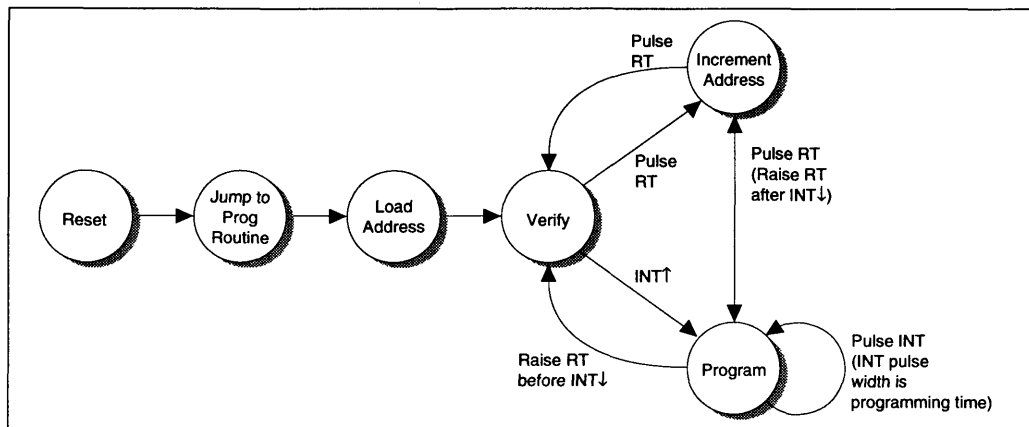 Pulse
RT
Increment
Address
Pulse
RT
Pulse RT
(Raise RT
after INT↓)
Reset
Jump to
Prog
Routine
Load
Address
Verify
INT↑
Raise RT
before INT↓
Program
Pulse INT
(INT pulse
width is
programming time)